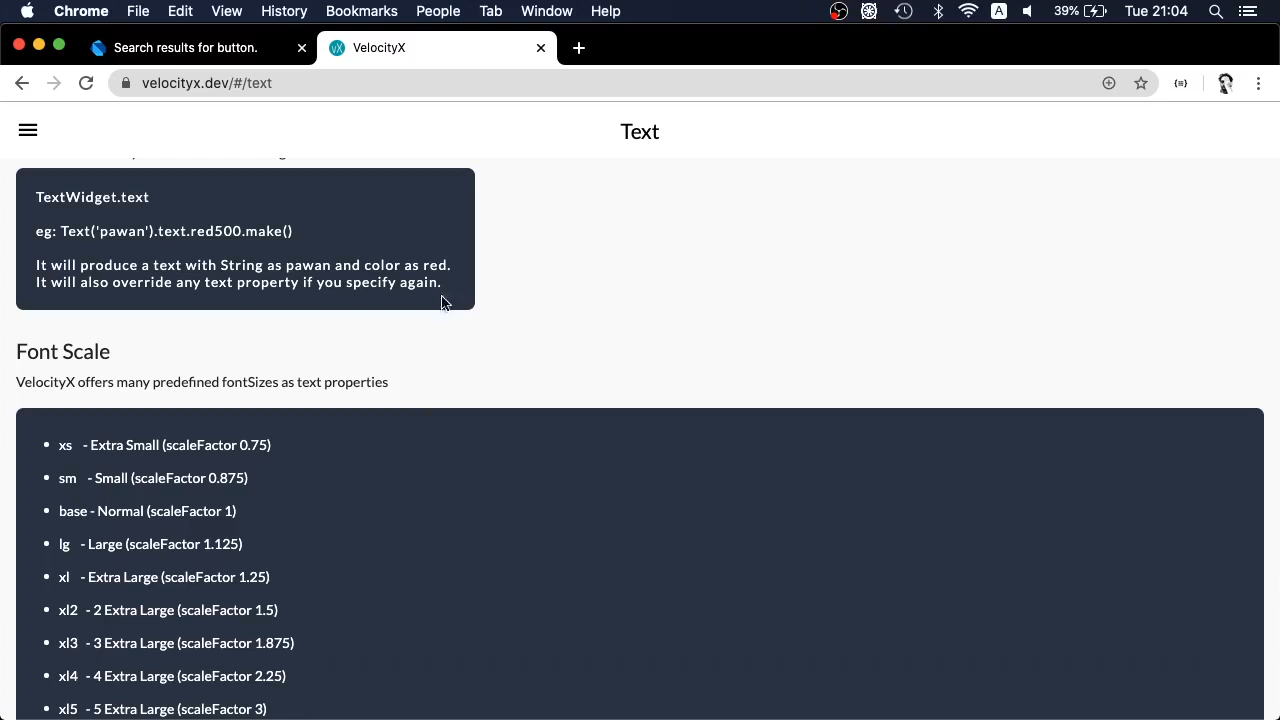 Chrome File Edit View History Bookmarks People Tab Window Help A 39% Tue 21:04
Search results for button. VelocityX
velocityx.dev/#/text
Text
TextWidget.text
eg: Text('pawan').text.red500.make()
It will produce a text with String as pawan and color as red.
It will also override any text property if you specify again.
Font Scale
VelocityX offers many predefined fontSizes as text properties
• xs - Extra Small (scaleFactor 0.75)
• sm - Small (scaleFactor 0.875)
• base - Normal (scaleFactor 1)
• lg - Large (scaleFactor 1.125)
• xl - Extra Large (scaleFactor 1.25)
• xl2 - 2 Extra Large (scaleFactor 1.5)
• xl3 - 3 Extra Large (scaleFactor 1.875)
• xl4 - 4 Extra Large (scaleFactor 2.25)
• xl5 - 5 Extra Large (scaleFactor 3)